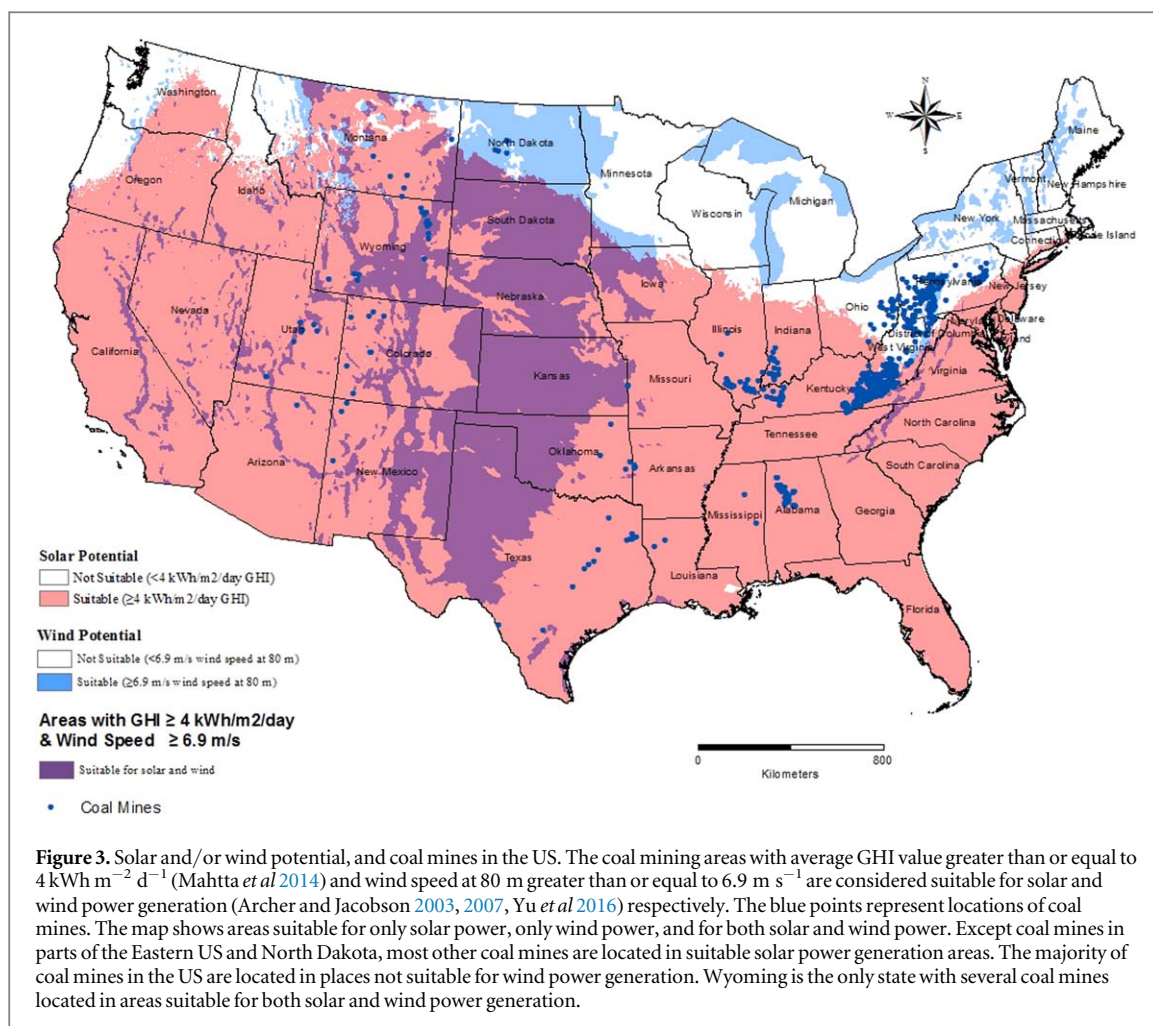 N
W
E
S
Washington
Montana
North Dakota
Minnesota
Maine
Oregon
Idaho
Wisconsin
Michigan
Vermont
New Hampshire
South Dakota
New York
Massachusetts
Wyoming
Connecticut
Rhode Island
Nebraska
Iowa
Pennsylvania
New Jersey
Nevada
Utah
Colorado
Illinois
Indiana
Ohio
Maryland
Delaware
District of Columbia
Maryland
California
Kansas
Missouri
West Virginia
Virginia
Kentucky
North Carolina
Tennessee
Oklahoma
Arkansas
Arizona
New Mexico
South Carolina
Mississippi
Alabama
Georgia
Texas
Louisiana
Florida
Solar Potential
Not Suitable (<4 kWh/m2/day GHI)
Suitable (≥4 kWh/m2/day GHI)
Wind Potential
Not Suitable (<6.9 m/s wind speed at 80 m)
Suitable (≥6.9 m/s wind speed at 80 m)
Areas with GHI ≥ 4 kWh/m2/day
& Wind Speed ≥ 6.9 m/s
Suitable for solar and wind
Coal Mines
0 800
Kilometers
Figure 3. Solar and/or wind potential, and coal mines in the US. The coal mining areas with average GHI value greater than or equal to
4 kWh m−2 d−1 (Mahtta et al 2014) and wind speed at 80 m greater than or equal to 6.9 m s−1 are considered suitable for solar and
wind power generation (Archer and Jacobson 2003, 2007, Yu et al 2016) respectively. The blue points represent locations of coal
mines. The map shows areas suitable for only solar power, only wind power, and for both solar and wind power. Except coal mines in
parts of the Eastern US and North Dakota, most other coal mines are located in suitable solar power generation areas. The majority of
coal mines in the US are located in places not suitable for wind power generation. Wyoming is the only state with several coal mines
located in areas suitable for both solar and wind power generation.